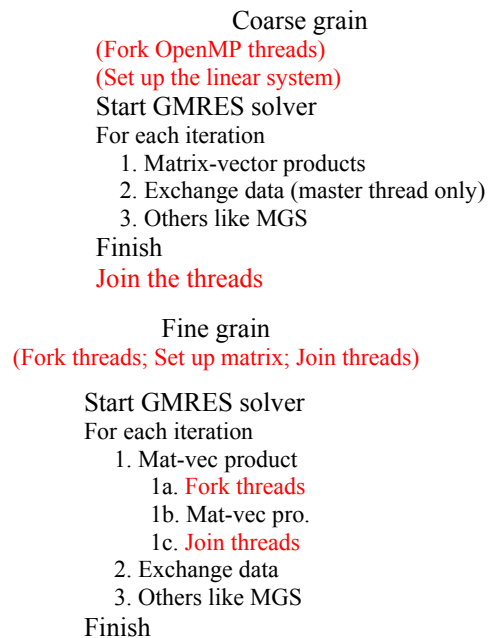 Coarse grain
(Fork OpenMP threads)
(Set up the linear system)
Start GMRES solver
For each iteration
1. Matrix-vector products
2. Exchange data (master thread only)
3. Others like MGS
Finish
Join the threads
Fine grain
(Fork threads; Set up matrix; Join threads)
Start GMRES solver
For each iteration
1. Mat-vec product
1a. Fork threads
1b. Mat-vec pro.
1c. Join threads
2. Exchange data
3. Others like MGS
Finish